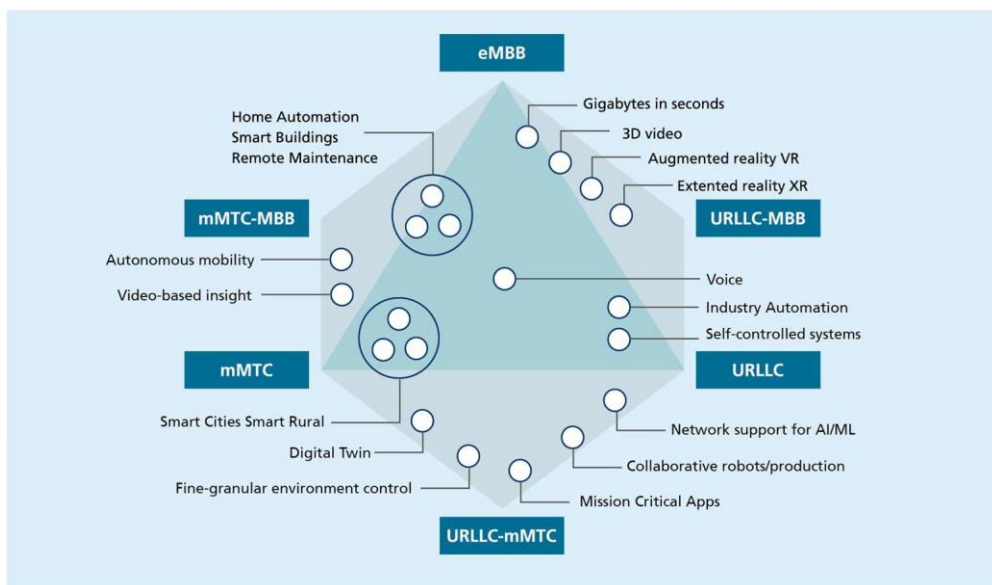 eMBB
Gigabytes in seconds
Home Automation
Smart Buildings
Remote Maintenance
3D video
Augmented reality VR
Extented reality XR
mMTC-MBB
URLLC-MBB
Autonomous mobility
Voice
Video-based insight
Industry Automation
Self-controlled systems
mMTC
URLLC
Smart Cities Smart Rural
Network support for AI/ML
Digital Twin
Collaborative robots/production
Fine-granular environment control
Mission Critical Apps
URLLC-mMTC